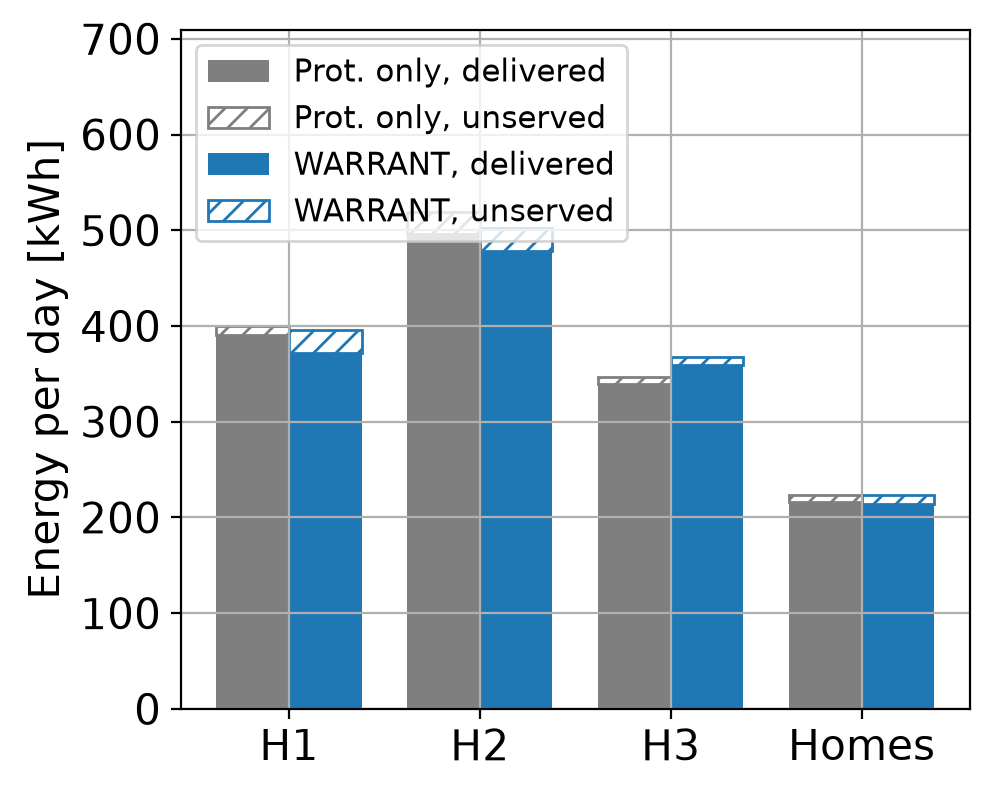 Energy per day [kWh]
700
600
500
400
300
200
100
0
Prot. only, delivered
Prot. only, unserved
WARRANT, delivered
WARRANT, unserved
H1 H2 H3 Homes